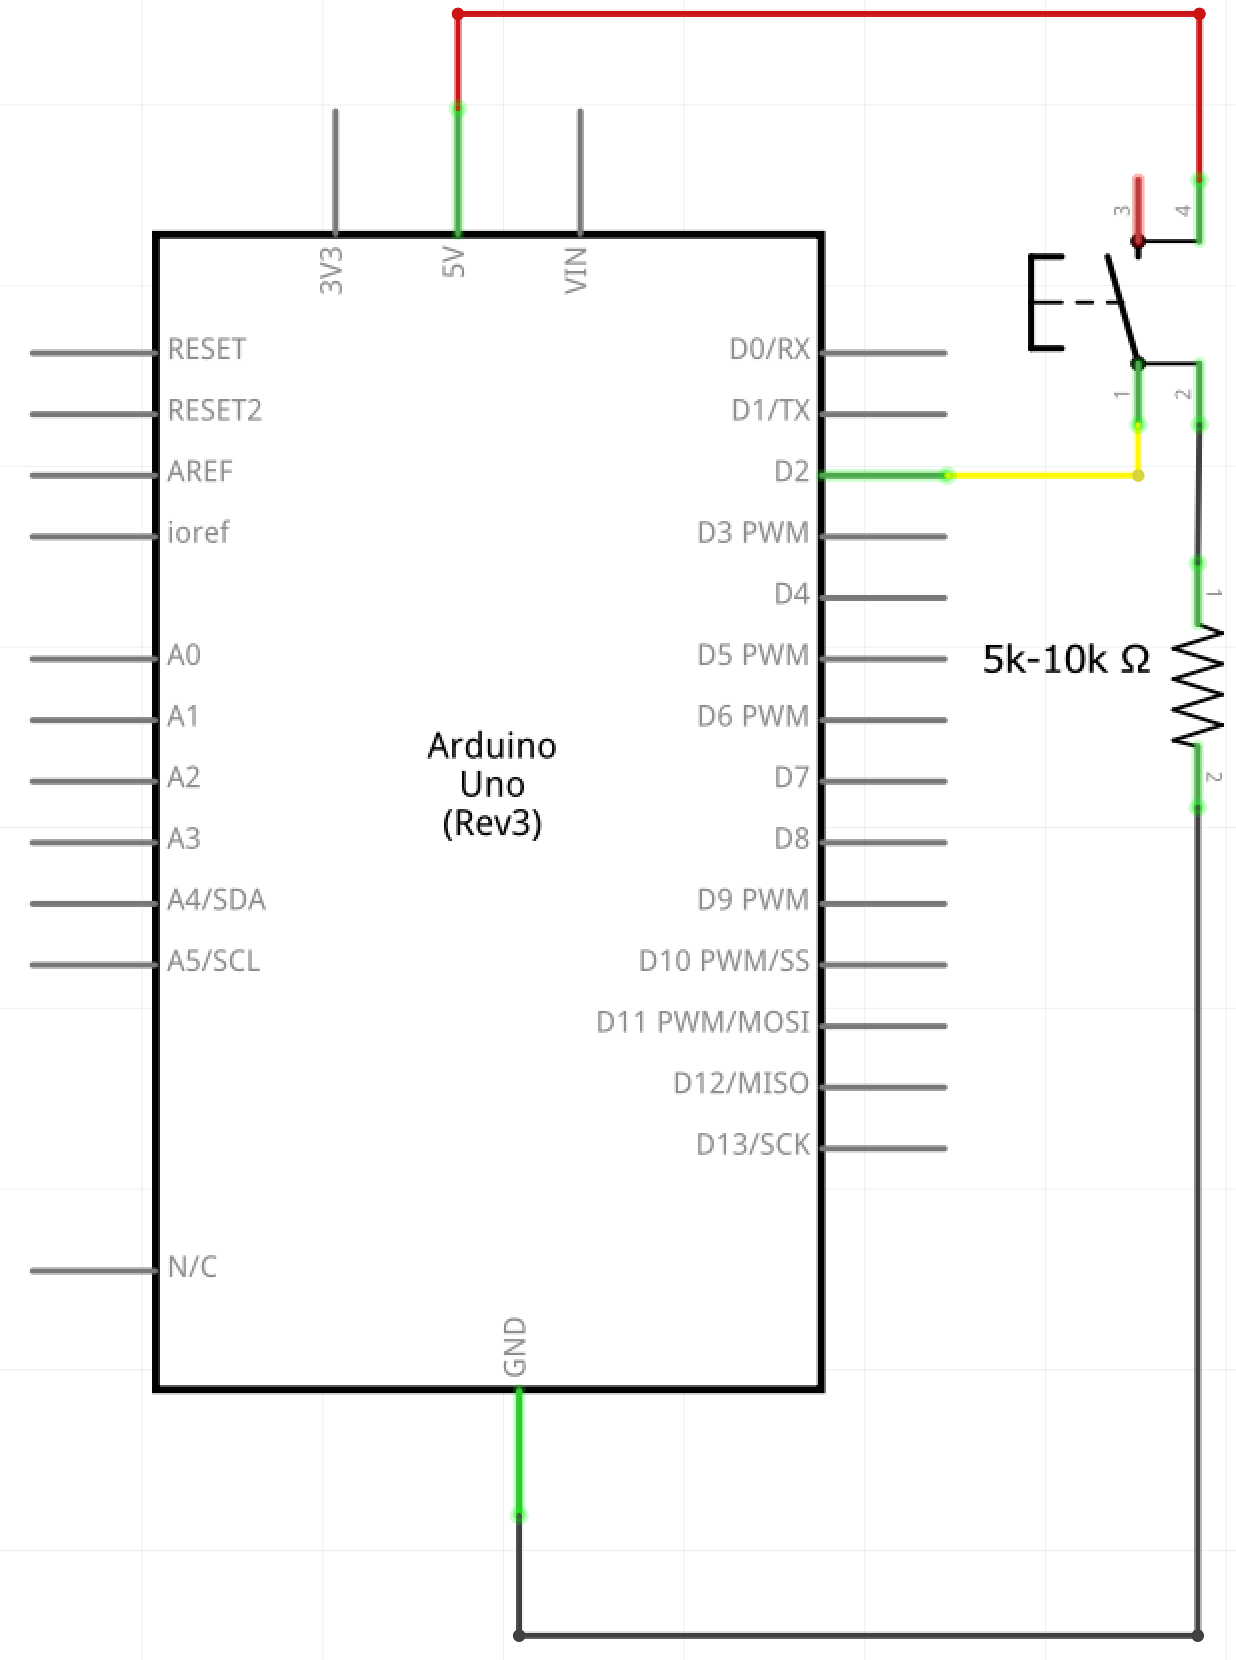 3V3
5V
VIN
3
4
RESET
D0/RX
RESET2
D1/TX
1
2
AREF
D2
ioref
D3 PWM
D4
1
A0
D5 PWM
5k-10k Ω
A1
D6 PWM
Arduino
Uno
(Rev3)
A2
D7
2
A3
D8
A4/SDA
D9 PWM
A5/SCL
D10 PWM/SS
D11 PWM/MOSI
D12/MISO
D13/SCK
N/C
GND